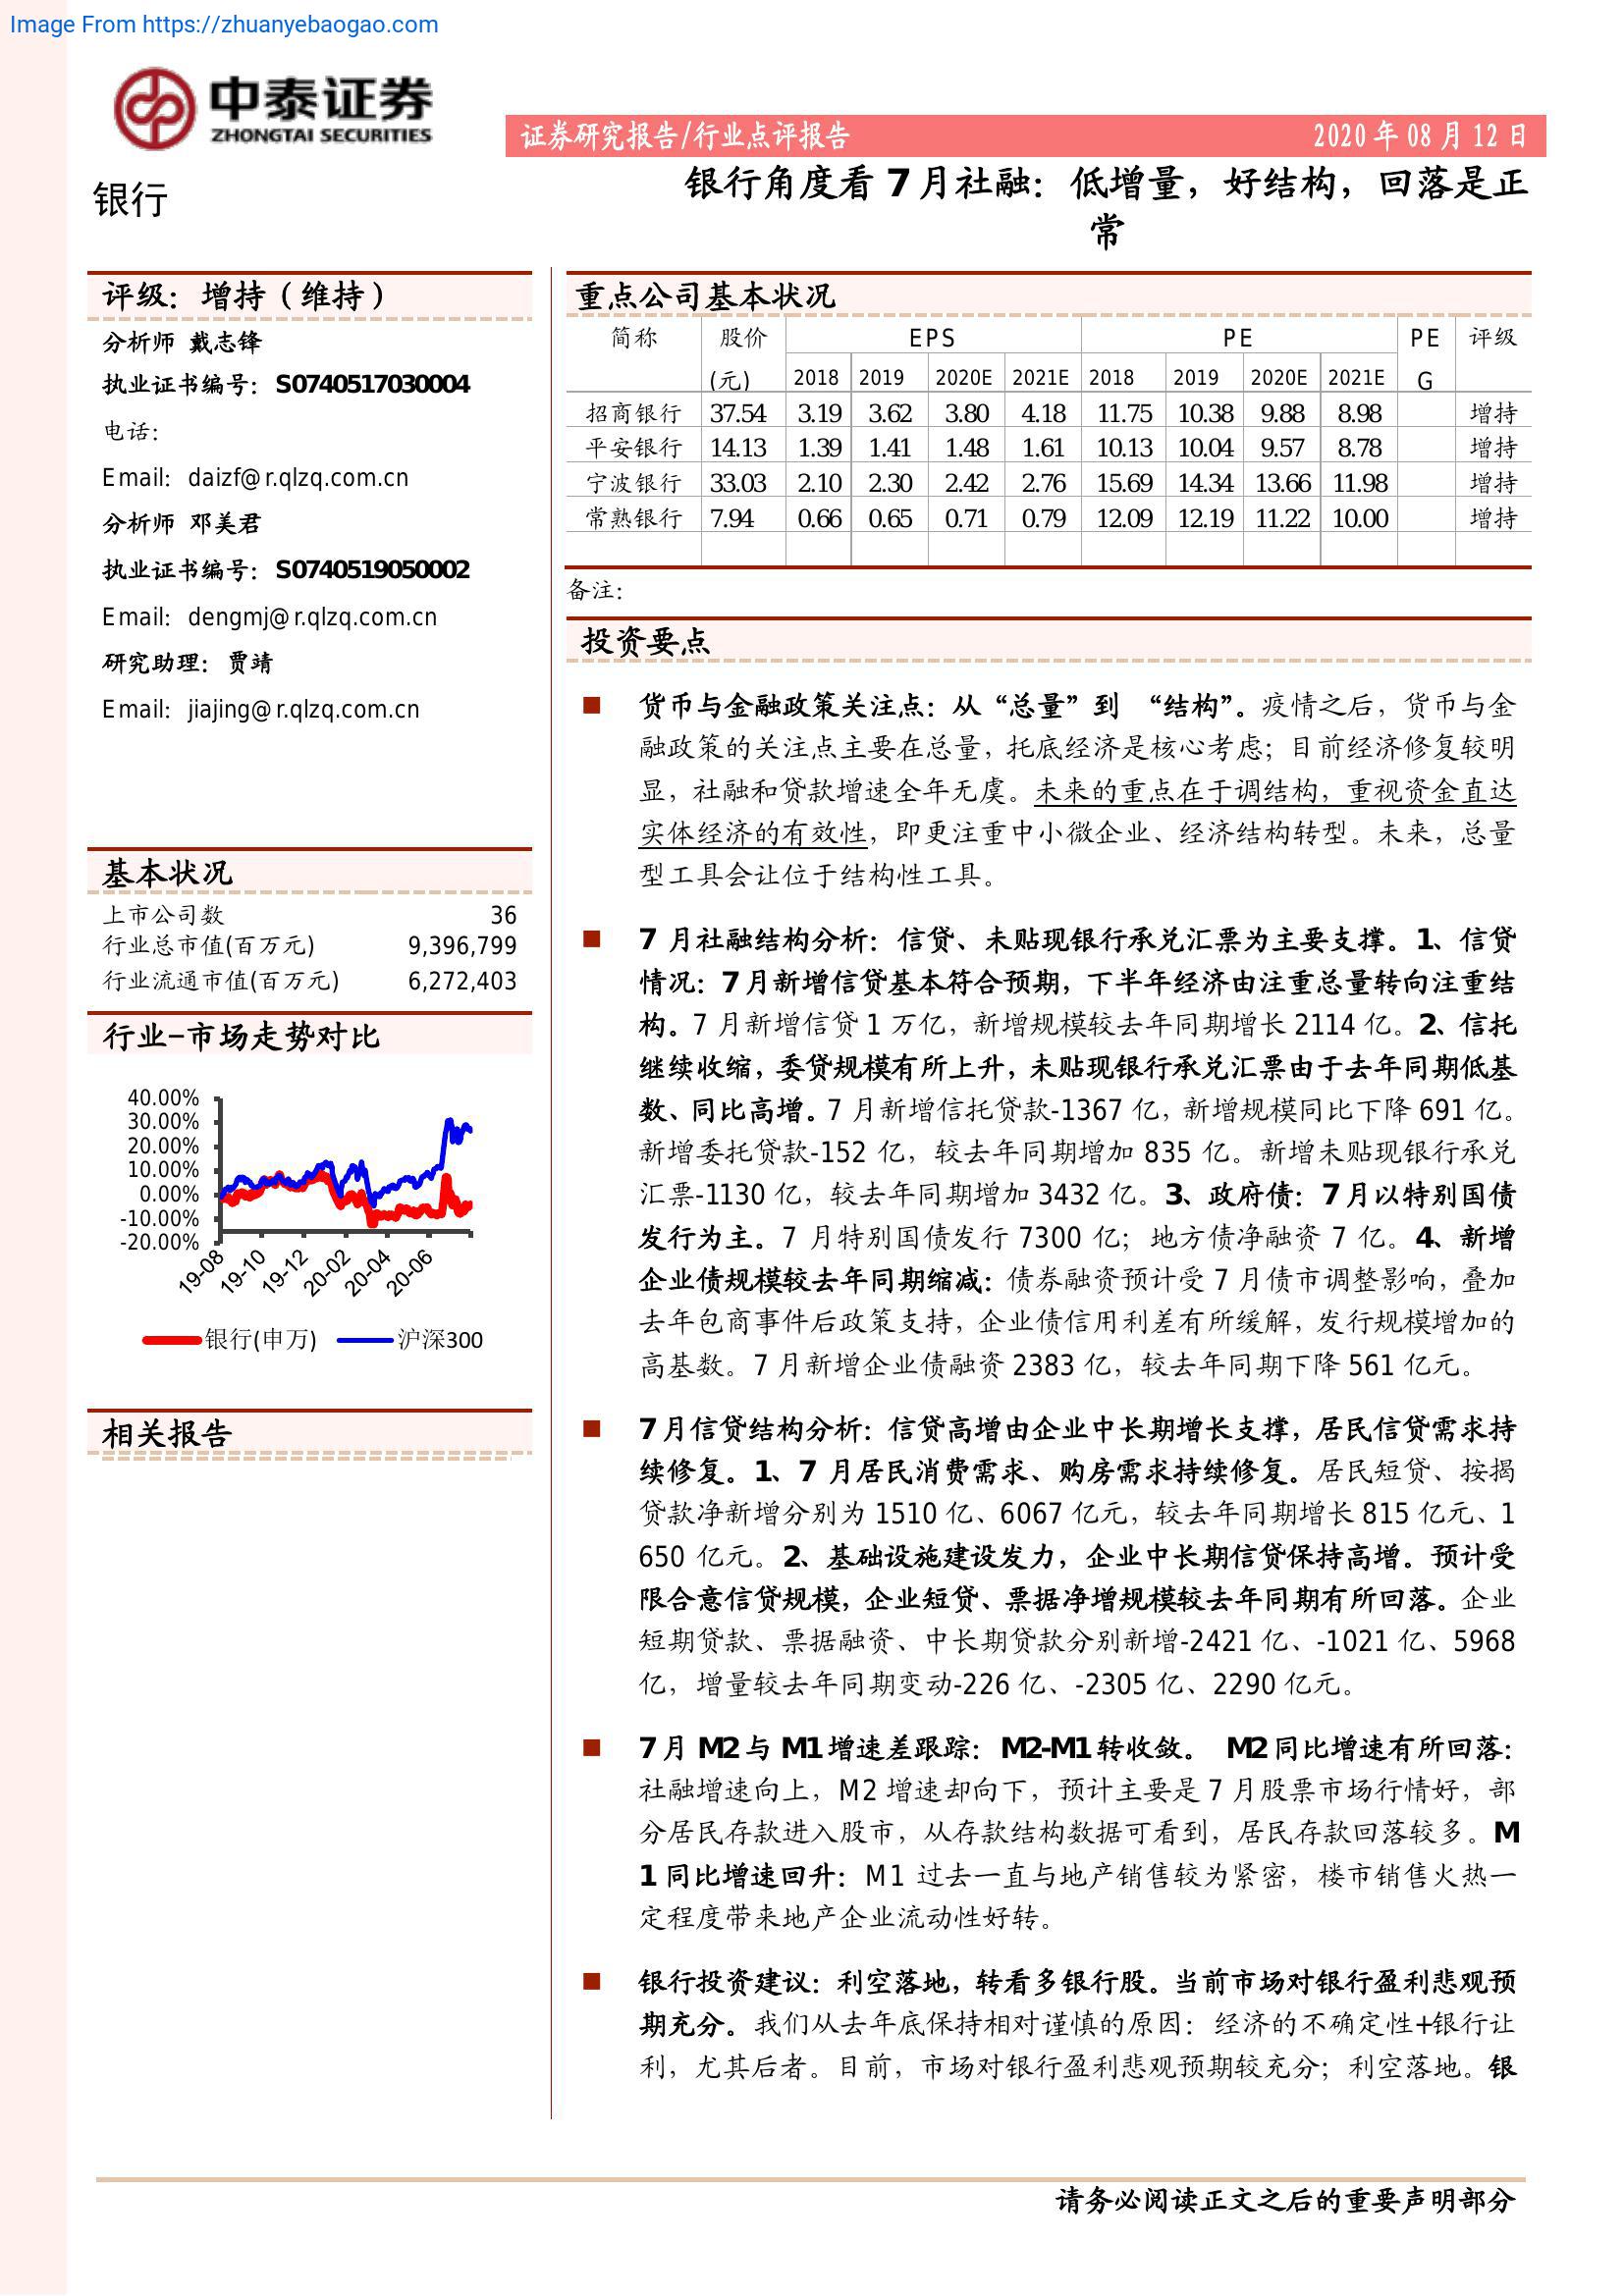 Image From https://zhuanyebaogao.com
中泰证券
ZHONGTAI SECURITIES
证券研究报告/行业点评报告 2020 年 08 月 12 日
银行
银行角度看 7 月社融：低增量，好结构，回落是正
常
评级：增持（维持）
分析师 戴志锋
执业证书编号：S0740517030004
电话：
Email：daizf@r.qlzq.com.cn
分析师 邓美君
执业证书编号：S0740519050002
Email：dengmj@r.qlzq.com.cn
研究助理：贾靖
Email：jiajing@r.qlzq.com.cn
基本状况
上市公司数 36
行业总市值(百万元) 9,396,799
行业流通市值(百万元) 6,272,403
行业-市场走势对比
40.00%
30.00%
20.00%
10.00%
0.00%
-10.00%
-20.00%
19-08 19-10 19-12 20-02 20-04 20-06
银行(申万) 沪深300
相关报告
重点公司基本状况
简称 股价 EPS PE PE 评级
(元) 2018 2019 2020E 2021E 2018 2019 2020E 2021E G
招商银行 37.54 3.19 3.62 3.80 4.18 11.75 10.38 9.88 8.98 增持
平安银行 14.13 1.39 1.41 1.48 1.61 10.13 10.04 9.57 8.78 增持
宁波银行 33.03 2.10 2.30 2.42 2.76 15.69 14.34 13.66 11.98 增持
常熟银行 7.94 0.66 0.65 0.71 0.79 12.09 12.19 11.22 10.00 增持
备注：
投资要点
■ 货币与金融政策关注点：从“总量”到 “结构”。疫情之后，货币与金
融政策的关注点主要在总量，托底经济是核心考虑；目前经济修复较明
显，社融和贷款增速全年无虞。未来的重点在于调结构，重视资金直达
实体经济的有效性，即更注重中小微企业、经济结构转型。未来，总量
型工具会让位于结构性工具。
■ 7 月社融结构分析：信贷、未贴现银行承兑汇票为主要支撑。1、信贷
情况：7 月新增信贷基本符合预期，下半年经济由注重总量转向注重结
构。7 月新增信贷 1 万亿，新增规模较去年同期增长 2114 亿。2、信托
继续收缩，委贷规模有所上升，未贴现银行承兑汇票由于去年同期低基
数、同比高增。7 月新增信托贷款-1367 亿，新增规模同比下降 691 亿。
新增委托贷款-152 亿，较去年同期增加 835 亿。新增未贴现银行承兑
汇票-1130 亿，较去年同期增加 3432 亿。3、政府债：7 月以特别国债
发行为主。7 月特别国债发行 7300 亿；地方债净融资 7 亿。4、新增
企业债规模较去年同期缩减：债券融资预计受 7 月债市调整影响，叠加
去年包商事件后政策支持，企业债信用利差有所缓解，发行规模增加的
高基数。7 月新增企业债融资 2383 亿，较去年同期下降 561 亿元。
■ 7 月信贷结构分析：信贷高增由企业中长期增长支撑，居民信贷需求持
续修复。1、7 月居民消费需求、购房需求持续修复。居民短贷、按揭
贷款净新增分别为 1510 亿、6067 亿元，较去年同期增长 815 亿元、1
650 亿元。2、基础设施建设发力，企业中长期信贷保持高增。预计受
限合意信贷规模，企业短贷、票据净增规模较去年同期有所回落。企业
短期贷款、票据融资、中长期贷款分别新增-2421 亿、-1021 亿、5968
亿，增量较去年同期变动-226 亿、-2305 亿、2290 亿元。
■ 7 月 M2 与 M1 增速差跟踪：M2-M1 转收敛。 M2 同比增速有所回落：
社融增速向上，M2 增速却向下，预计主要是 7 月股票市场行情好，部
分居民存款进入股市，从存款结构数据可看到，居民存款回落较多。M
1 同比增速回升：M1 过去一直与地产销售较为紧密，楼市销售火热一
定程度带来地产企业流动性好转。
■ 银行投资建议：利空落地，转看多银行股。当前市场对银行盈利悲观预
期充分。我们从去年底保持相对谨慎的原因：经济的不确定性+银行让
利，尤其后者。目前，市场对银行盈利悲观预期较充分；利空落地。银
请务必阅读正文之后的重要声明部分